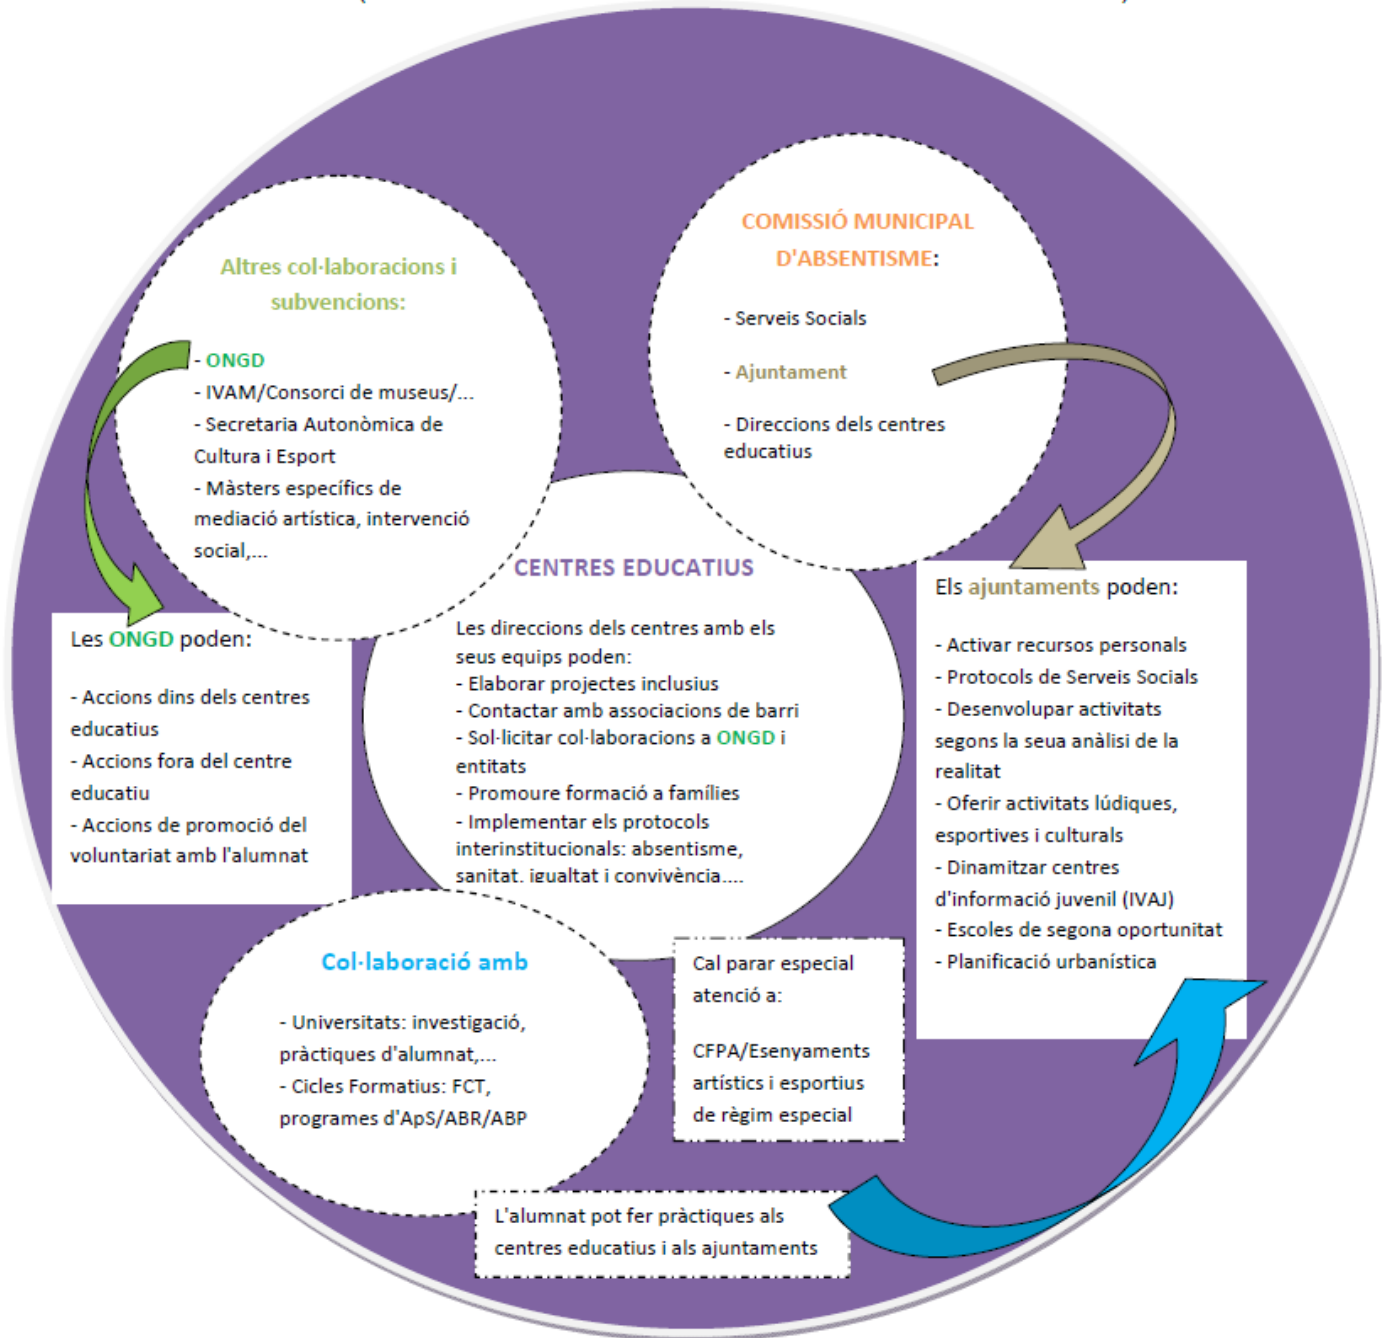 COMISSIÓ MUNICIPAL
D'ABSENTISME:
- Serveis Socials
- Ajuntament
- Direccions dels centres
educatius
Altres col·laboracions i
subvencions:
- ONGD
- IVAM/Consorci de museus/...
- Secretaria Autonòmica de
Cultura i Esport
- Màsters específics de
mediació artística, intervenció
social,...
CENTRES EDUCATIUS
Les direccions dels centres amb els
seus equips poden:
- Elaborar projectes inclusius
- Contactar amb associacions de barri
- Sol·licitar col·laboracions a ONGD i
entitats
- Promoure formació a famílies
- Implementar els protocols
interinstitucionals: absentisme,
sanitat, igualtat i convivència,...
Els ajuntaments poden:
- Activar recursos personals
- Protocols de Serveis Socials
- Desenvolupar activitats
segons la seua anàlisi de la
realitat
- Oferir activitats lúdiques,
esportives i culturals
- Dinamitzar centres
d'informació juvenil (IVAJ)
- Escoles de segona oportunitat
- Planificació urbanística
Les ONGD poden:
- Accions dins dels centres
educatius
- Accions fora del centre
educatiu
- Accions de promoció del
voluntariat amb l'alumnat
Col·laboració amb
- Universitats: investigació,
pràctiques d'alumnat,...
- Cicles Formatius: FCT,
programes d'ApS/ABR/ABP
Cal parar especial
atenció a:
CFPA/Esenyaments
artístics i esportius
de règim especial
L'alumnat pot fer pràctiques als
centres educatius i als ajuntaments